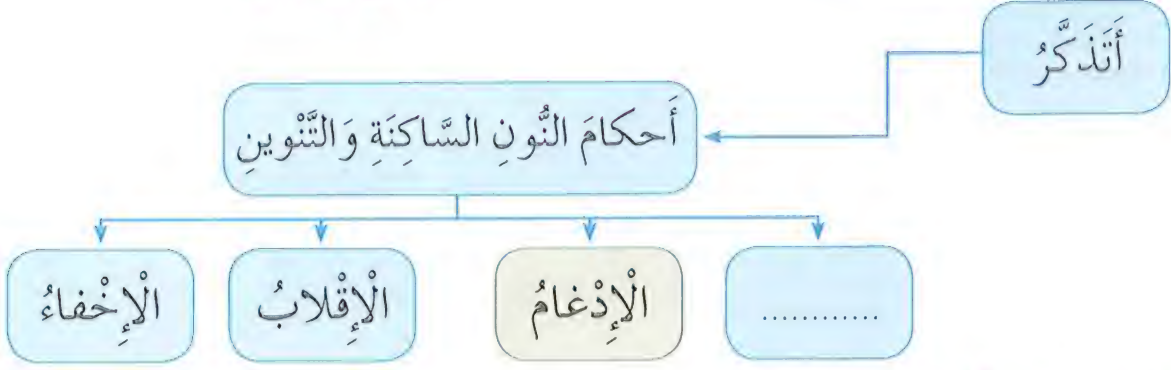 أَتَذَكَّرُ
أَحكامَ النُّونِ السَّاكِنَةِ وَالتَّنْوينِ
............
الْإِدْغامُ
الْإِقْلابُ
الْإِخْفاءُ